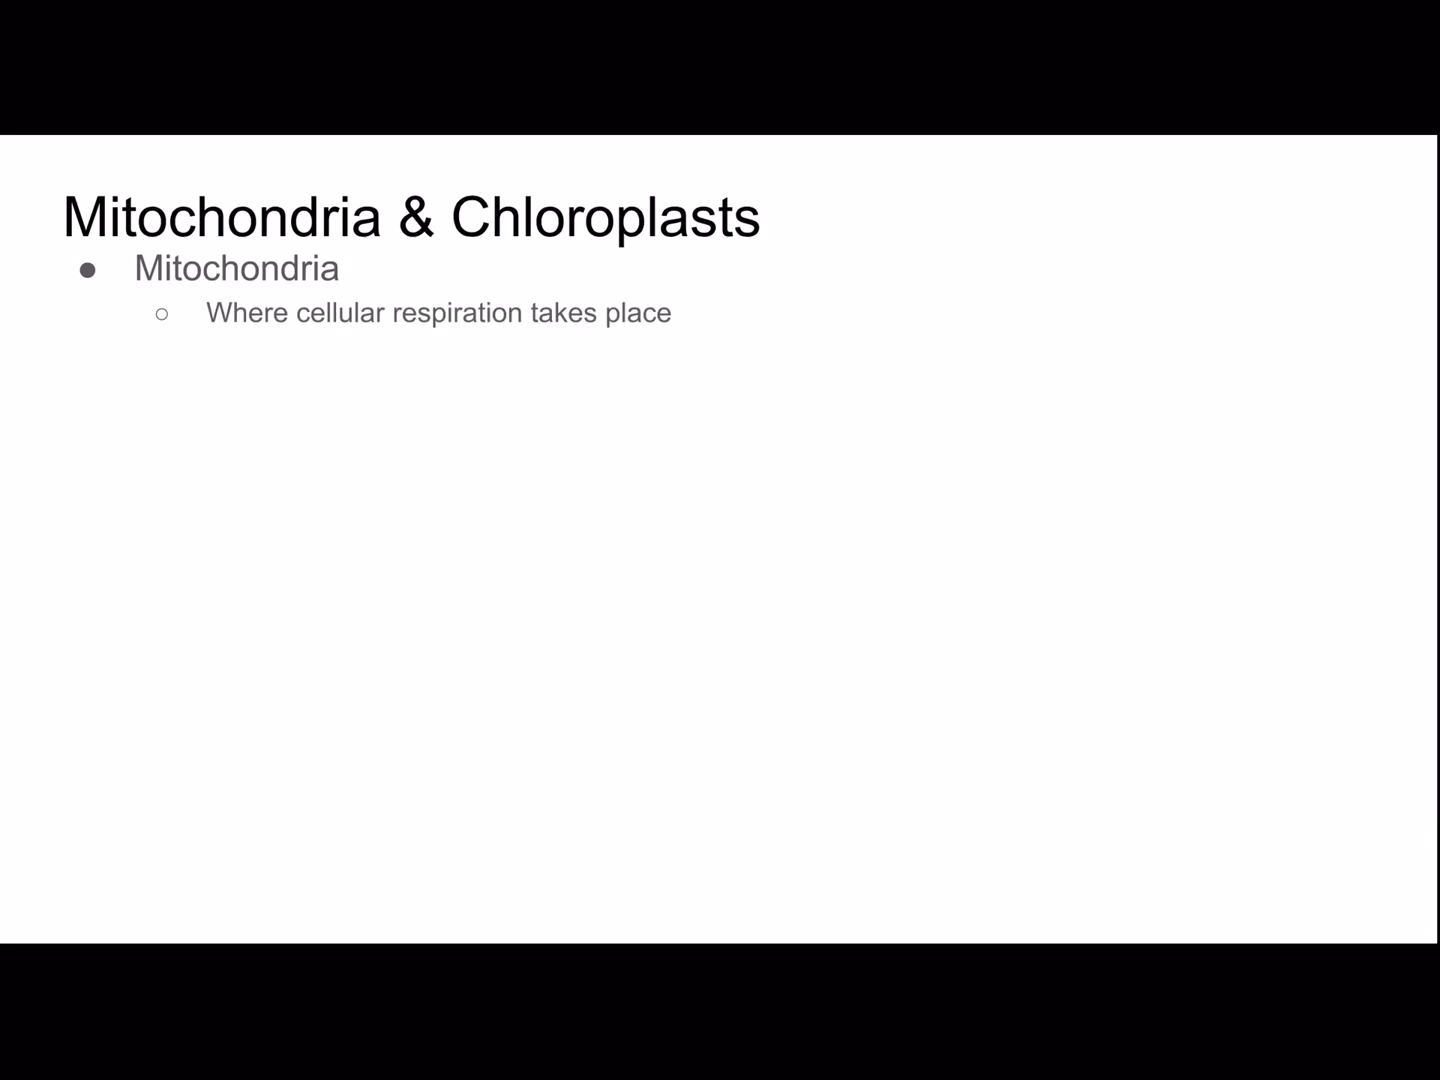 Mitochondria & Chloroplasts
● Mitochondria
○ Where cellular respiration takes place